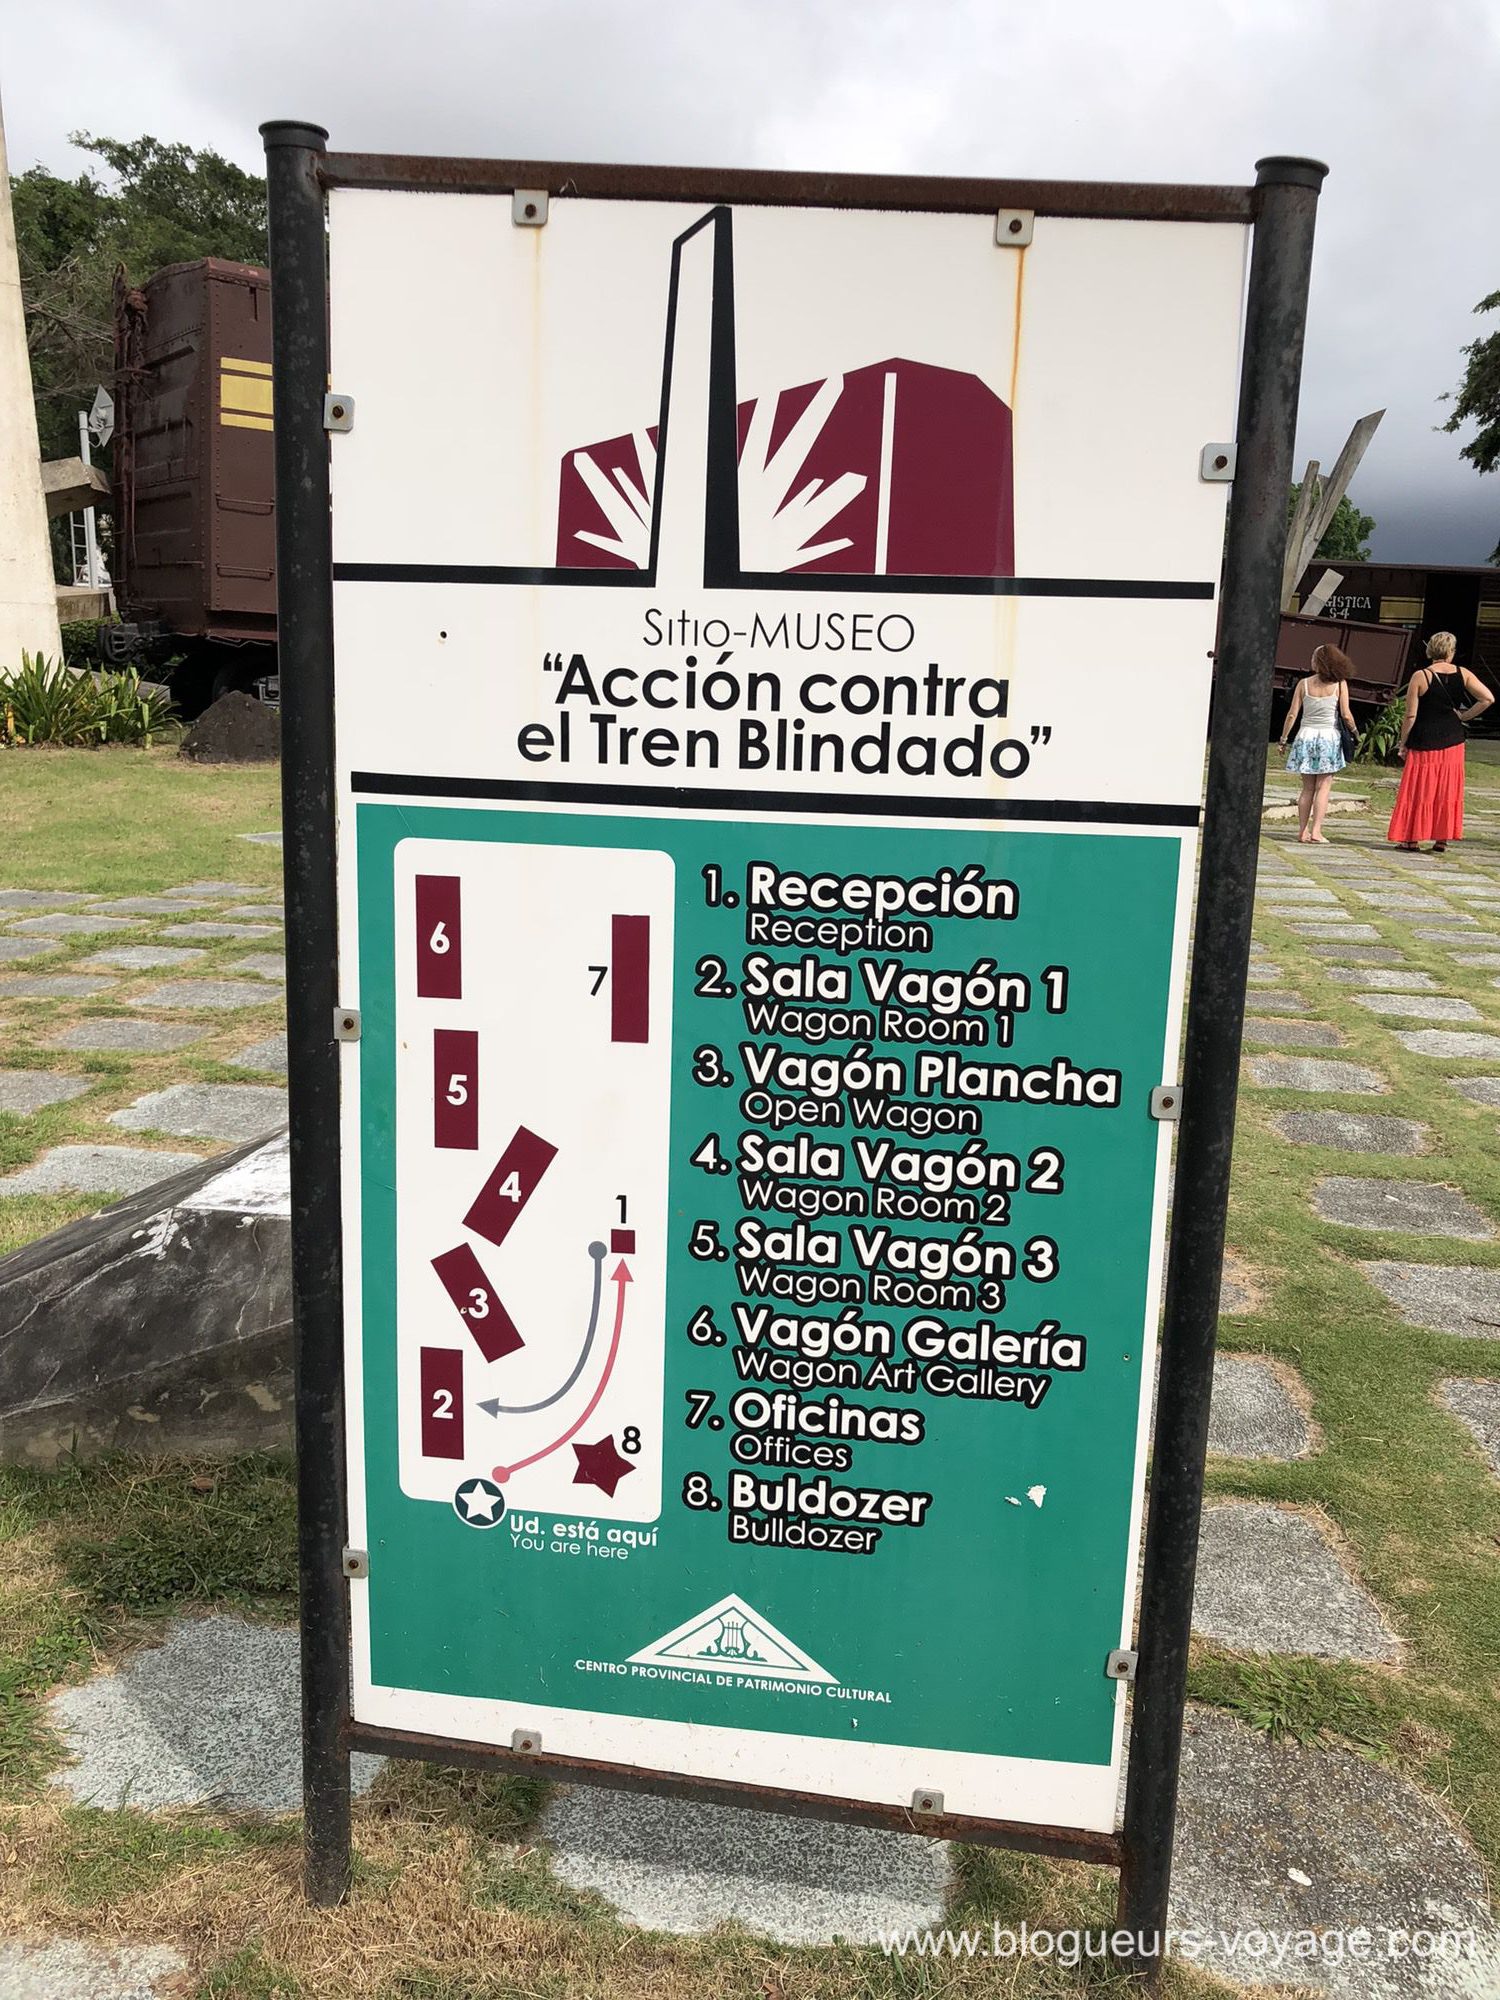 Sitio-MUSEO
“Acción contra
el Tren Blindado”
6
7
5
4
1
3
2
8
Ud. está aquí
You are here
1. Recepción
Reception
2. Sala Vagón 1
Wagon Room 1
3. Vagón Plancha
Open Wagon
4. Sala Vagón 2
Wagon Room 2
5. Sala Vagón 3
Wagon Room 3
6. Vagón Galería
Wagon Art Gallery
7. Oficinas
Offices
8. Buldozer
Bulldozer
CENTRO PROVINCIAL DE PATRIMONIO CULTURAL
S-4
www.blogueurs-voyage.com